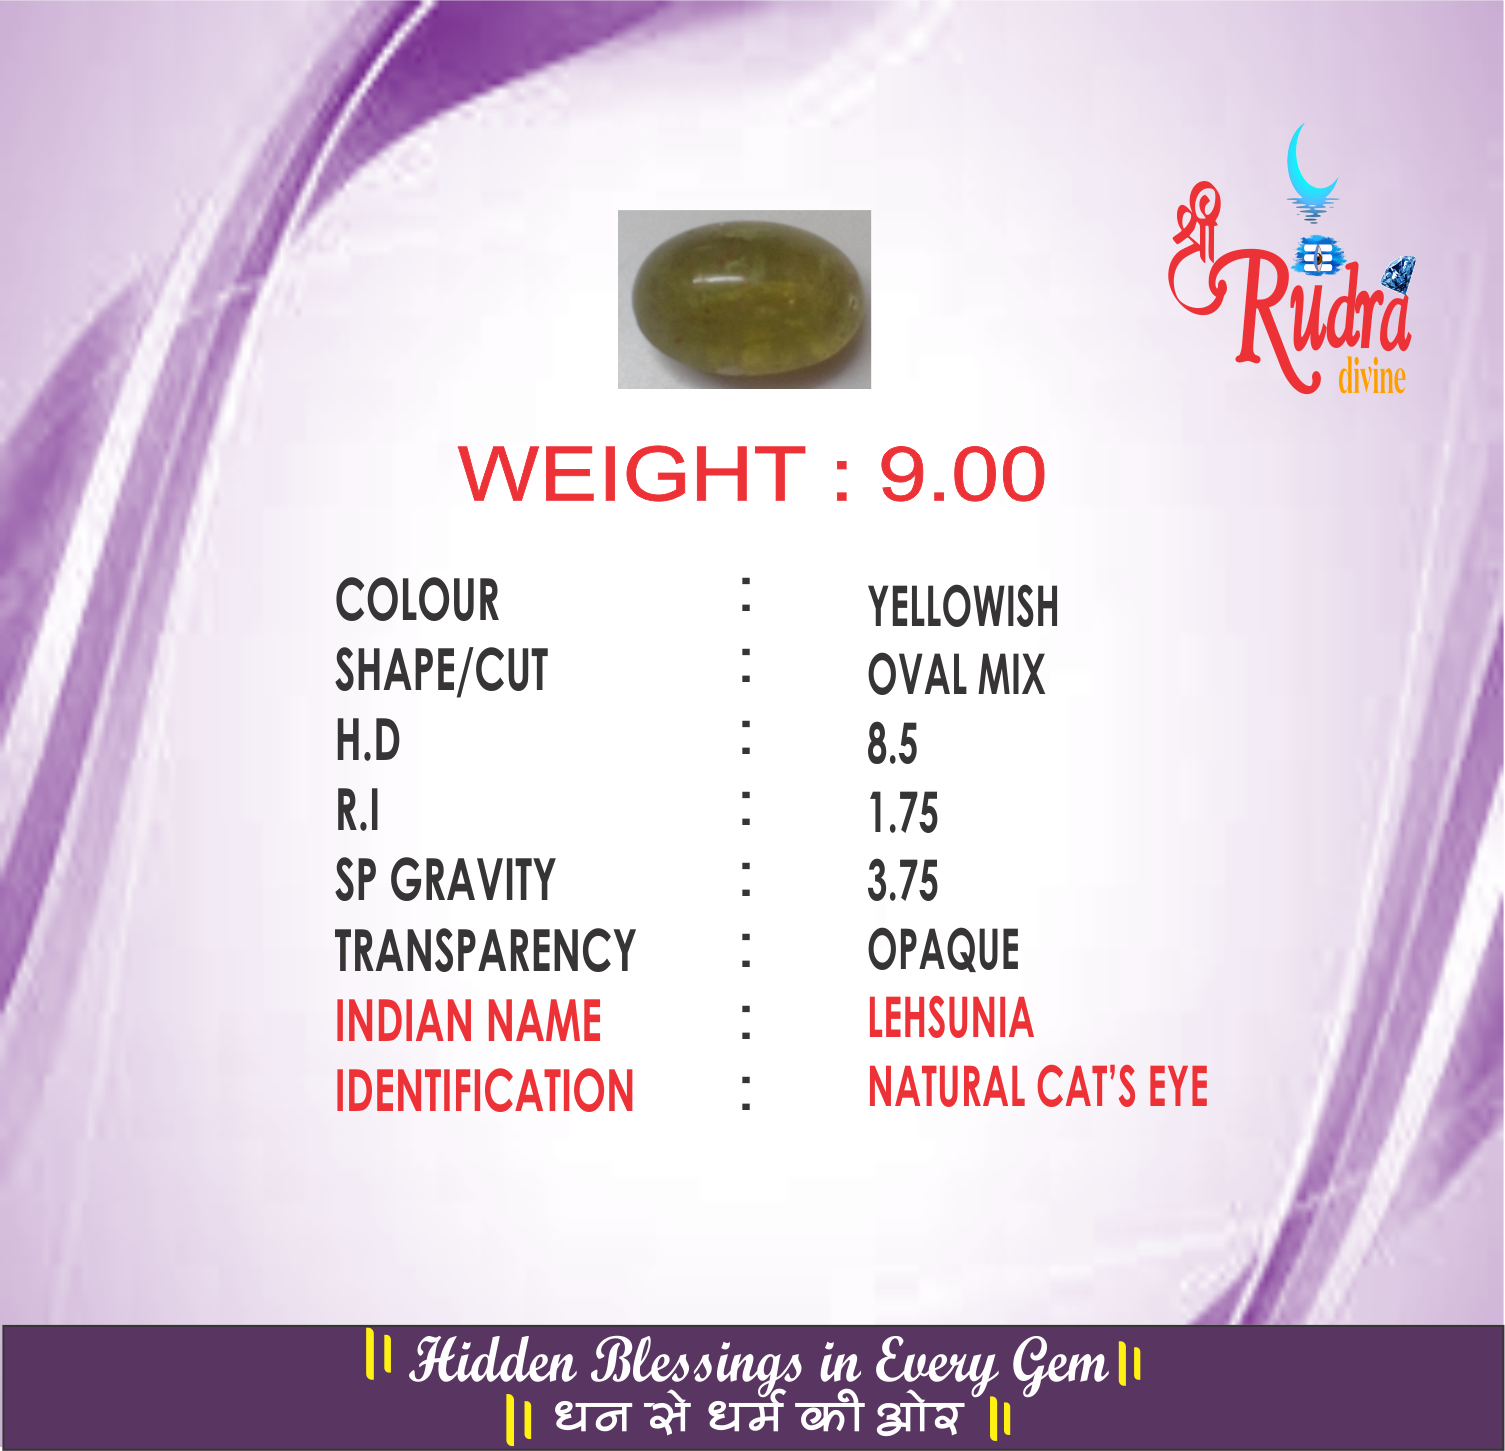 श्री Rudra
divine
WEIGHT : 9.00
COLOUR : YELLOWISH
SHAPE/CUT : OVAL MIX
H.D : 8.5
R.I : 1.75
SP GRAVITY : 3.75
TRANSPARENCY : OPAQUE
INDIAN NAME : LEHSUNIA
IDENTIFICATION : NATURAL CAT'S EYE
|| Hidden Blessings in Every Gem ||
|| धन से धर्म की ओर ||